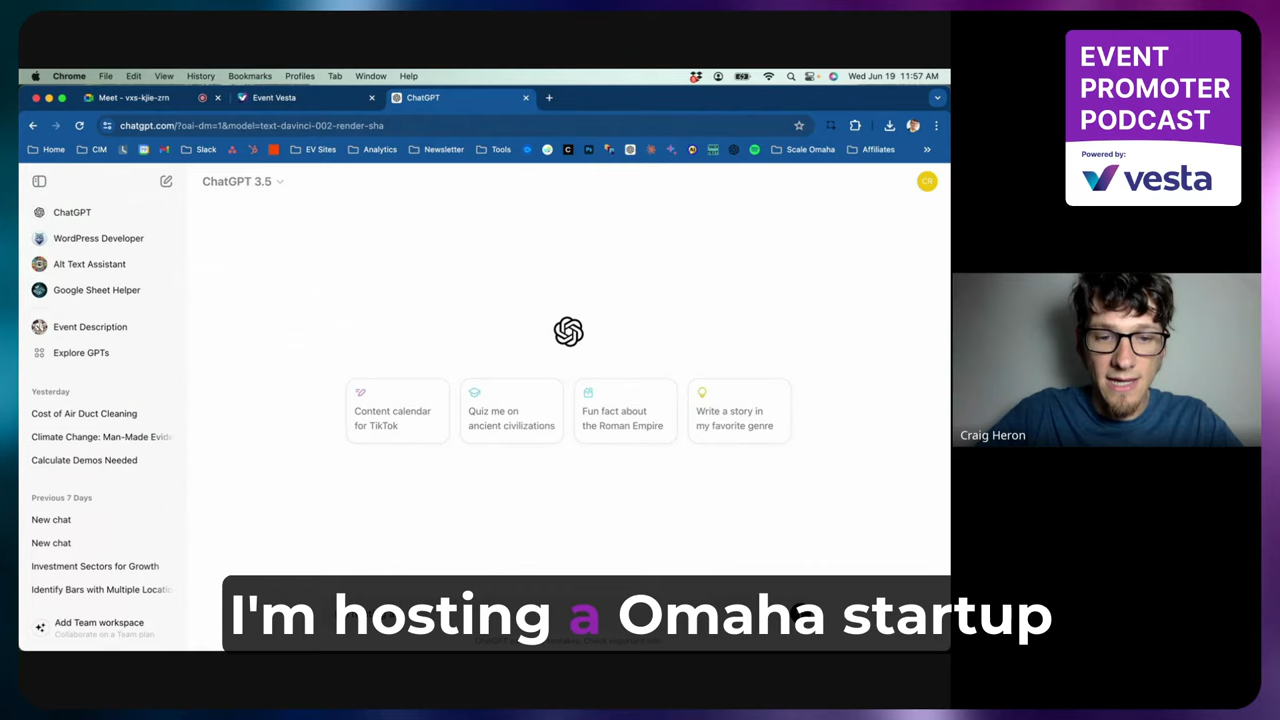 Chrome File Edit View History Bookmarks Profiles Tab Window Help Wed Jun 19 11:57 AM
Meet - vxs-kjie-zrn Event Vesta ChatGPT
chatgpt.com/?oai-dm=1&model=text-davinci-002-render-sha
Home CIM Slack EV Sites Analytics Newsletter Tools Scale Omaha Affiliates
ChatGPT 3.5
CR
ChatGPT
WordPress Developer
Alt Text Assistant
Google Sheet Helper
Event Description
Explore GPTs
Yesterday
Cost of Air Duct Cleaning
Climate Change: Man-Made Evid
Calculate Demos Needed
Previous 7 Days
New chat
New chat
Investment Sectors for Growth
Identify Bars with Multiple Locatio
Add Team workspace
Collaborate on a Team plan
Content calendar
for TikTok
Quiz me on
ancient civilizations
Fun fact about
the Roman Empire
Write a story in
my favorite genre
I'm hosting a Omaha startup
EVENT
PROMOTER
PODCAST
Powered by:
vesta
Craig Heron